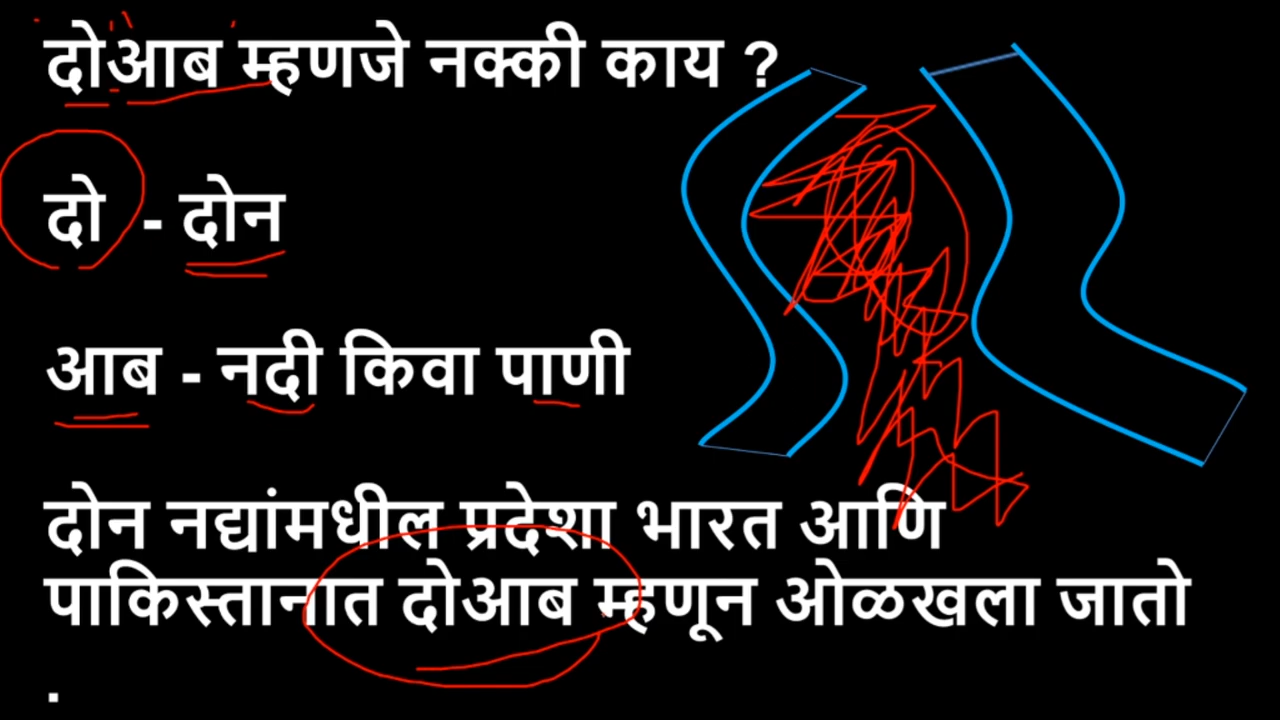 दोआब म्हणजे नक्की काय ?
दो - दोन
आब - नदी किवा पाणी
दोन नद्यांमधील प्रदेशा भारत आणि
पाकिस्तानात दोआब म्हणून ओळखला जातो
.